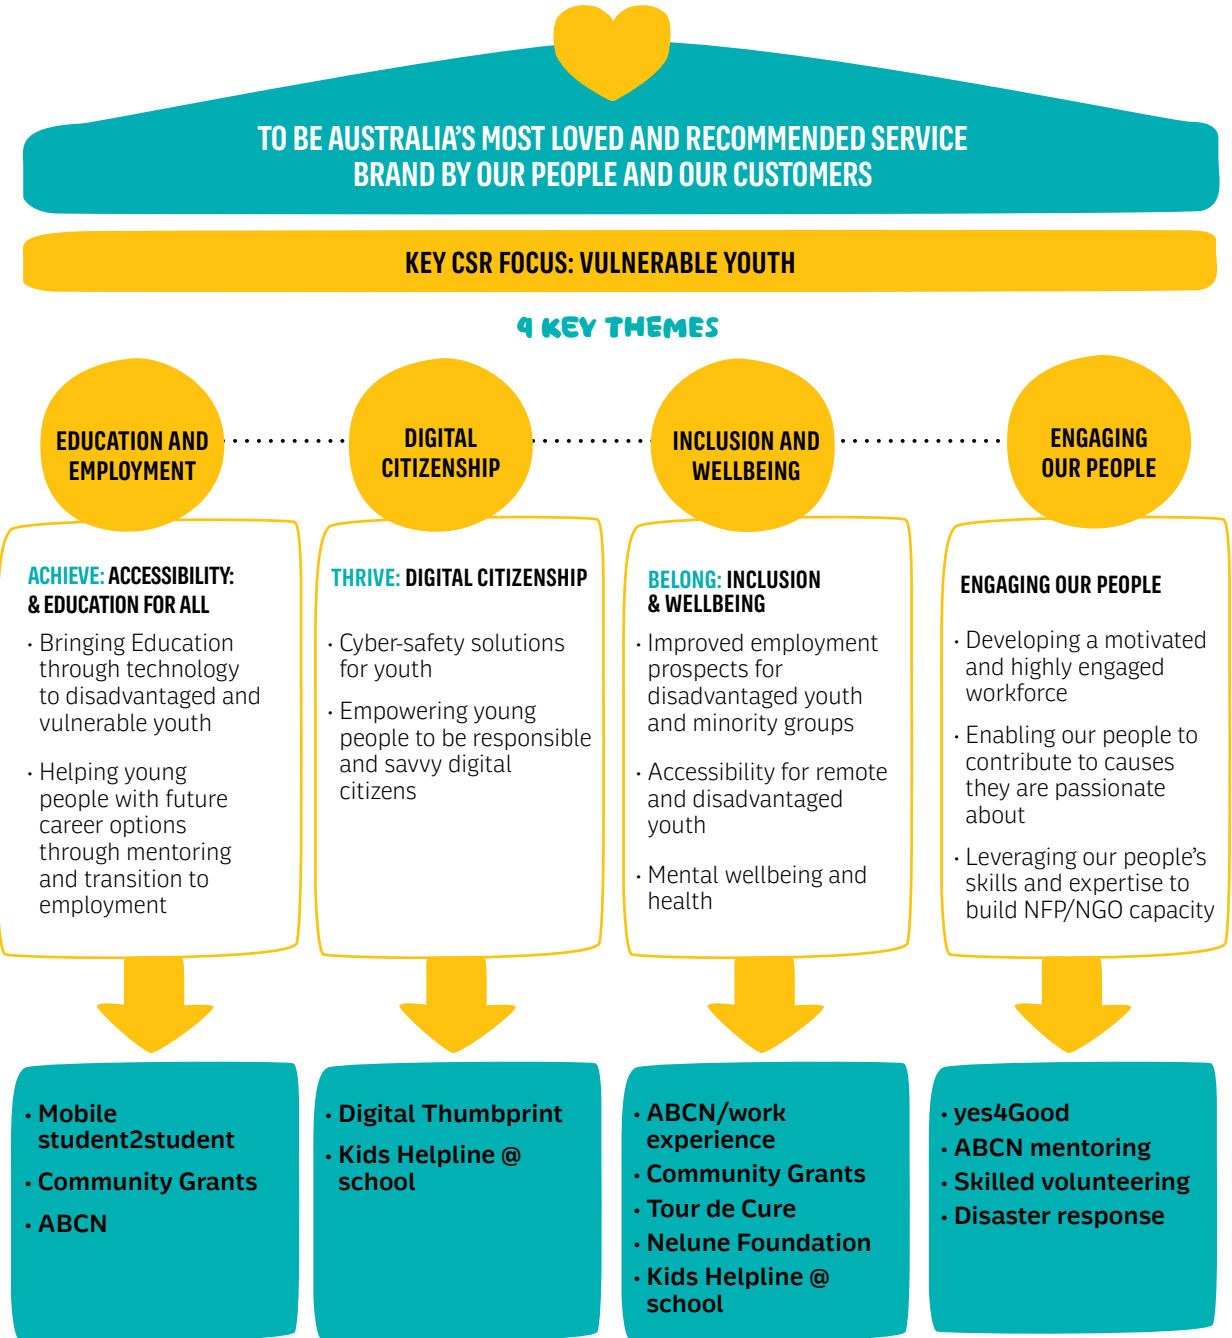 TO BE AUSTRALIA'S MOST LOVED AND RECOMMENDED SERVICE
BRAND BY OUR PEOPLE AND OUR CUSTOMERS
KEY CSR FOCUS: VULNERABLE YOUTH
4 KEY THEMES
EDUCATION AND
EMPLOYMENT
DIGITAL
CITIZENSHIP
INCLUSION AND
WELLBEING
ENGAGING
OUR PEOPLE
ACHIEVE: ACCESSIBILITY:
& EDUCATION FOR ALL
· Bringing Education
through technology
to disadvantaged and
vulnerable youth
· Helping young
people with future
career options
through mentoring
and transition to
employment
THRIVE: DIGITAL CITIZENSHIP
· Cyber-safety solutions
for youth
· Empowering young
people to be responsible
and savvy digital
citizens
BELONG: INCLUSION
& WELLBEING
· Improved employment
prospects for
disadvantaged youth
and minority groups
· Accessibility for remote
and disadvantaged
youth
· Mental wellbeing and
health
ENGAGING OUR PEOPLE
· Developing a motivated
and highly engaged
workforce
· Enabling our people to
contribute to causes
they are passionate
about
· Leveraging our people's
skills and expertise to
build NFP/NGO capacity
· Mobile
student2student
· Community Grants
· ABCN
· Digital Thumbprint
· Kids Helpline @
school
· ABCN/work
experience
· Community Grants
· Tour de Cure
· Nelune Foundation
· Kids Helpline @
school
· yes4Good
· ABCN mentoring
· Skilled volunteering
· Disaster response